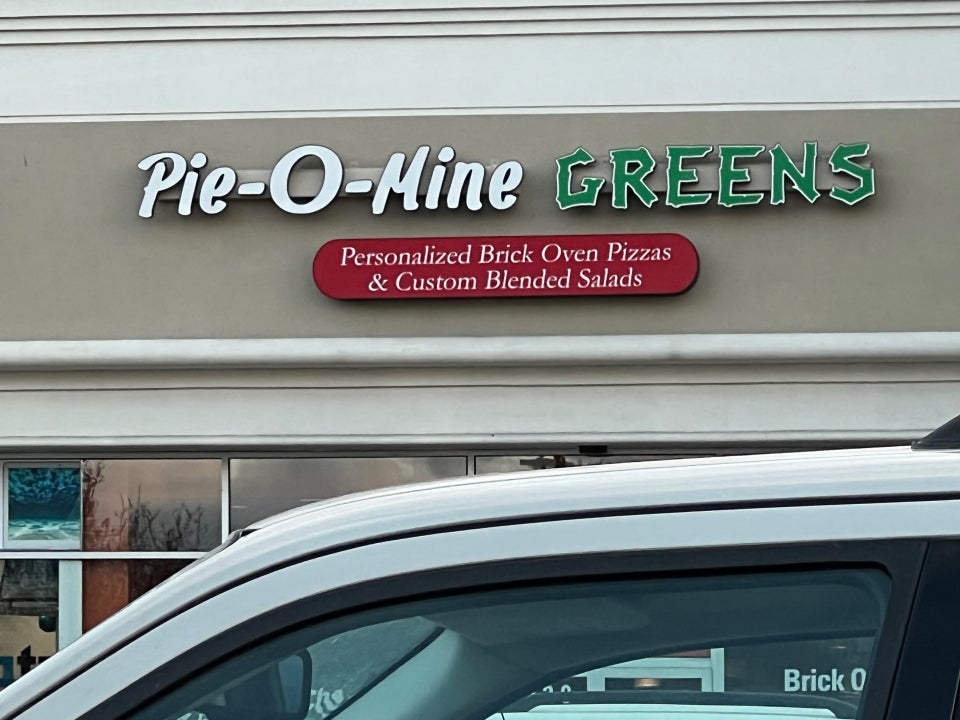 Pie-O-Mine GREENS
Personalized Brick Oven Pizzas
& Custom Blended Salads
Brick O